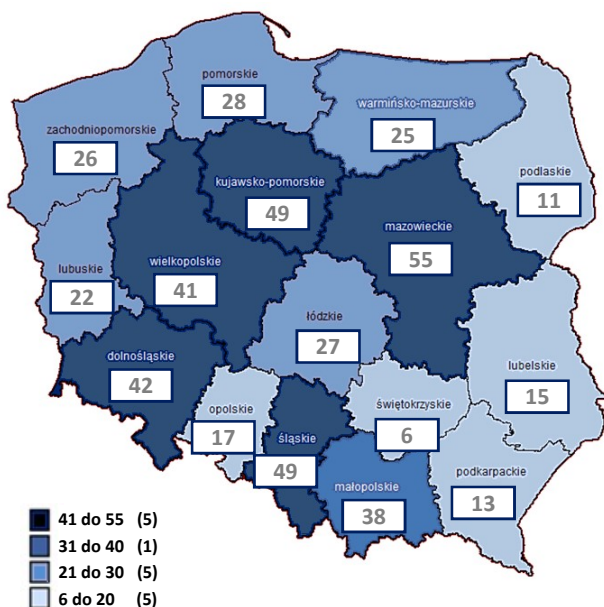 pomorskie
28
warmińsko-mazurskie
25
zachodniopomorskie
26
podlaskie
11
kujawsko-pomorskie
49
mazowieckie
55
wielkopolskie
41
lubuskie
22
łódzkie
27
dolnośląskie
42
lubelskie
15
opolskie
17
świętokrzyskie
6
śląskie
49
małopolskie
38
podkarpackie
13
41 do 55 (5)
31 do 40 (1)
21 do 30 (5)
6 do 20 (5)